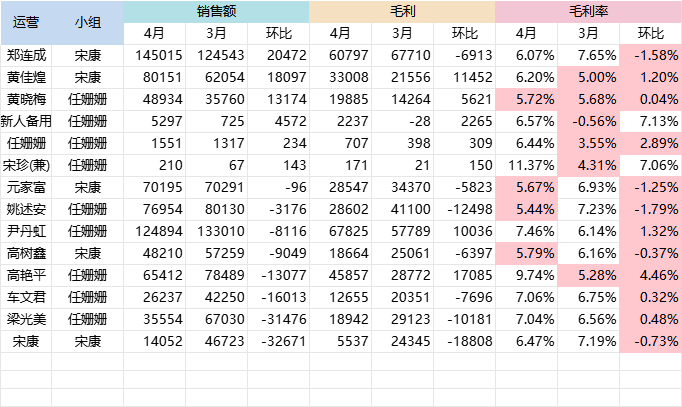 运营 小组 销售额 毛利 毛利率
4月 3月 环比 4月 3月 环比 4月 3月 环比
郑连成 宋康 145015 124543 20472 60797 67710 -6913 6.07% 7.65% -1.58%
黄佳煌 宋康 80151 62054 18097 33008 21556 11452 6.20% 5.00% 1.20%
黄晓梅 任姗姗 48934 35760 13174 19885 14264 5621 5.72% 5.68% 0.04%
新人备用 任姗姗 5297 725 4572 2237 -28 2265 6.57% -0.56% 7.13%
任姗姗 任姗姗 1551 1317 234 707 398 309 6.44% 3.55% 2.89%
宋珍(兼) 任姗姗 210 67 143 171 21 150 11.37% 4.31% 7.06%
元家富 宋康 70195 70291 -96 28547 34370 -5823 5.67% 6.93% -1.25%
姚述安 任姗姗 76954 80130 -3176 28602 41100 -12498 5.44% 7.23% -1.79%
尹丹虹 任姗姗 124894 133010 -8116 67825 57789 10036 7.46% 6.14% 1.32%
高树鑫 宋康 48210 57259 -9049 18664 25061 -6397 5.79% 6.16% -0.37%
高艳平 任姗姗 65412 78489 -13077 45857 28772 17085 9.74% 5.28% 4.46%
车文君 任姗姗 26237 42250 -16013 12655 20351 -7696 7.06% 6.75% 0.32%
梁光美 任姗姗 35554 67030 -31476 18942 29123 -10181 7.04% 6.56% 0.48%
宋康 宋康 14052 46723 -32671 5537 24345 -18808 6.47% 7.19% -0.73%